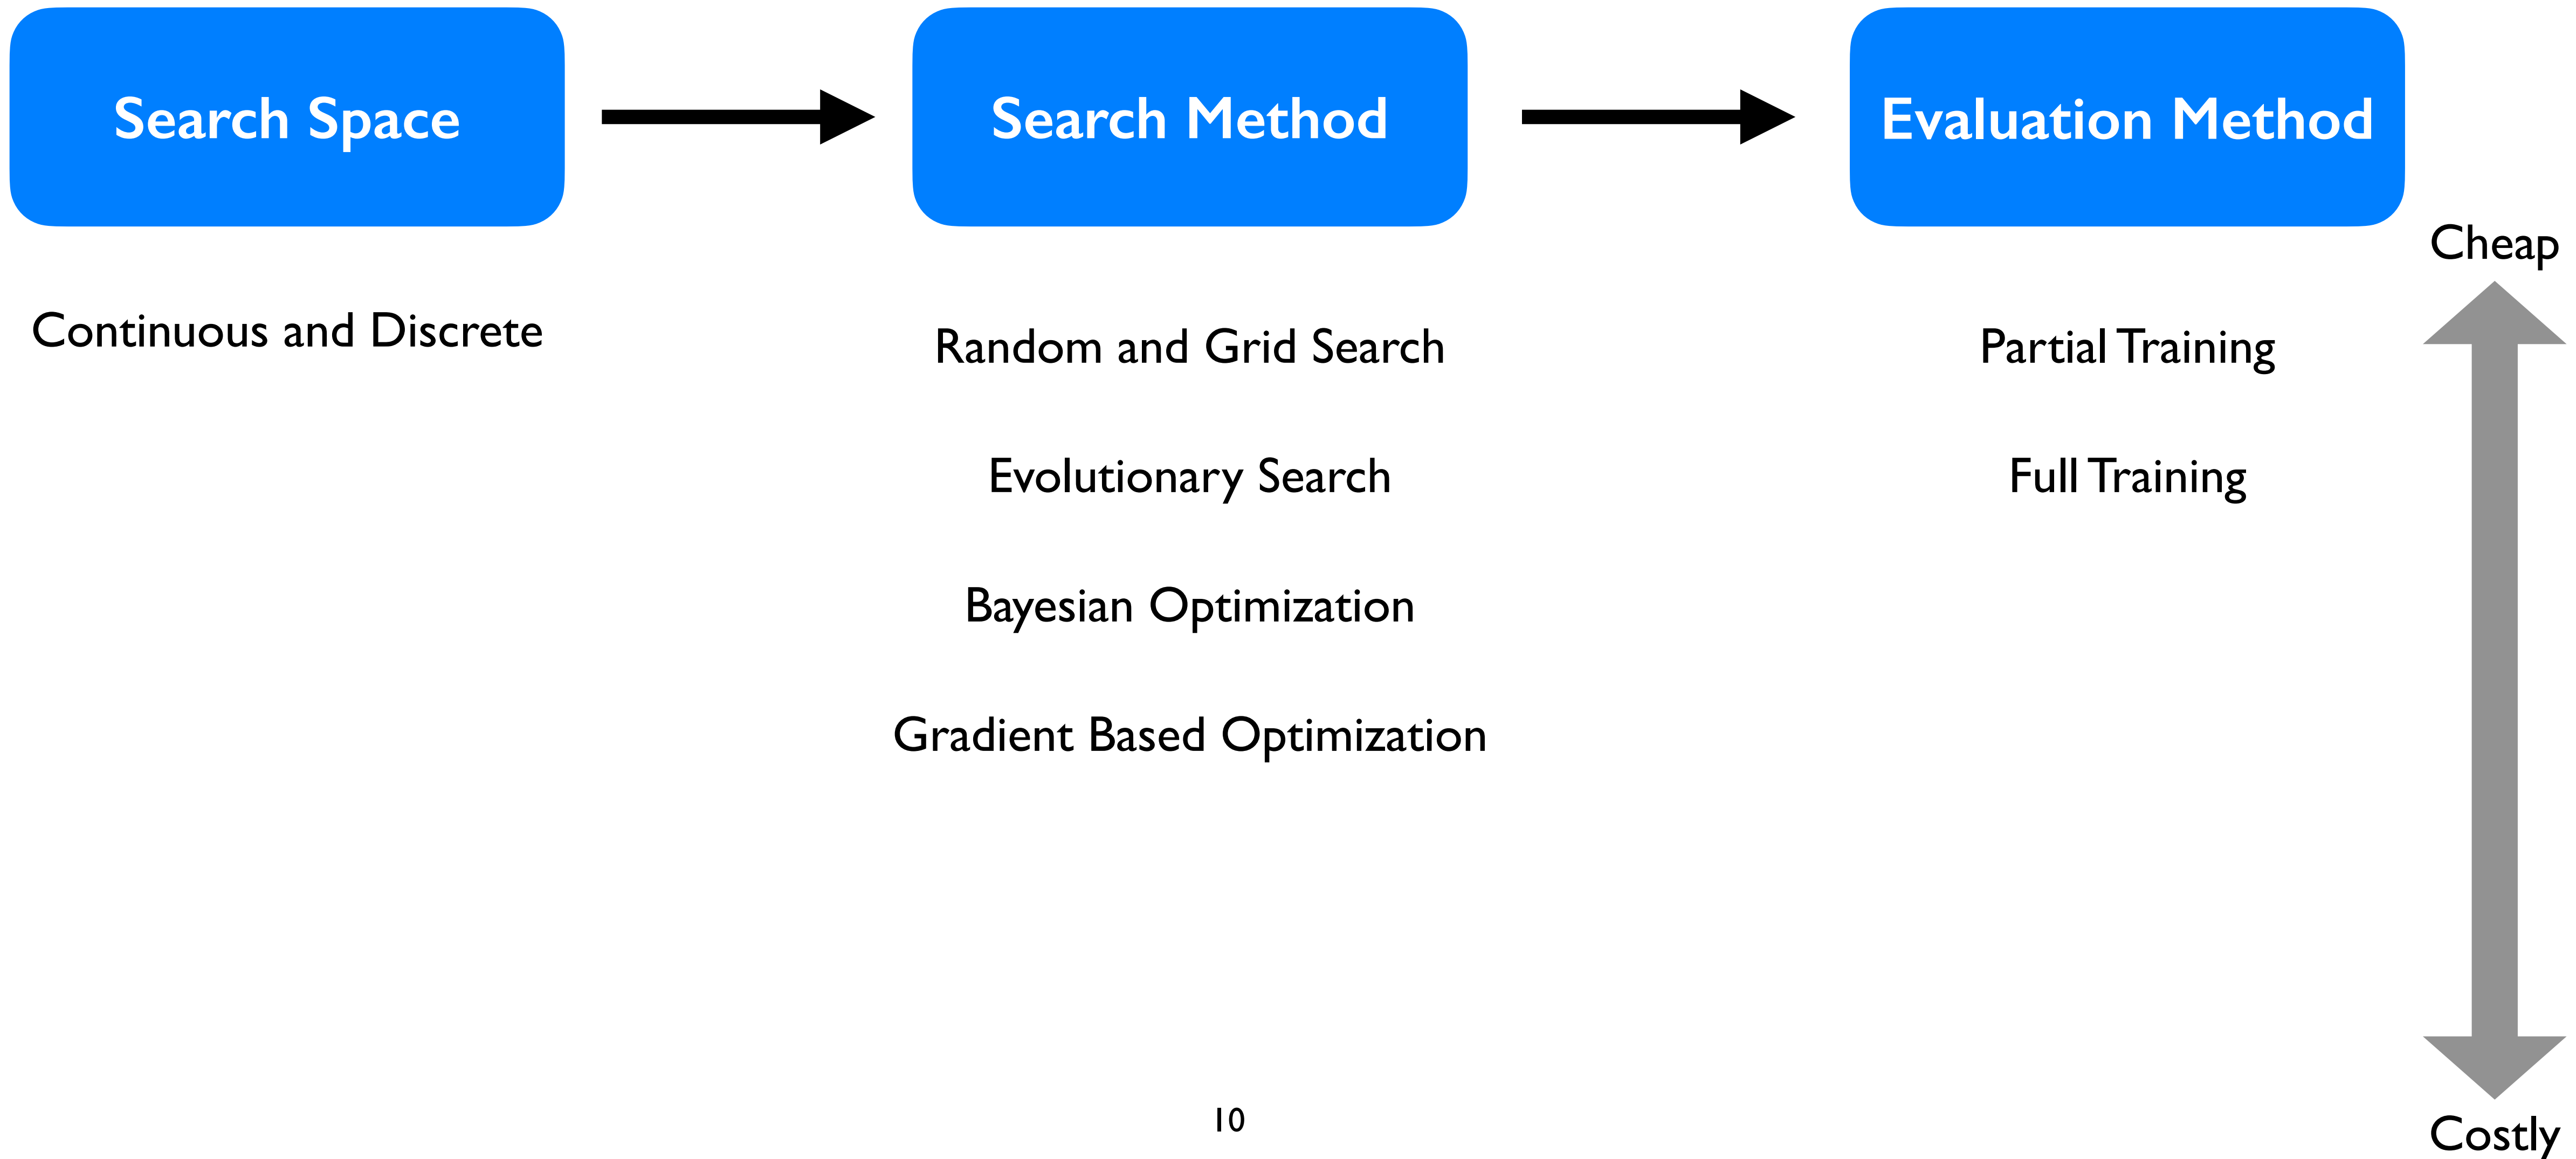 Search Space
Search Method
Evaluation Method
Cheap
Continuous and Discrete
Random and Grid Search
Partial Training
Evolutionary Search
Full Training
Bayesian Optimization
Gradient Based Optimization
10
Costly